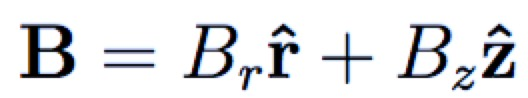 𝐁 = B_r 𝐫̂ + B_z 𝐳̂